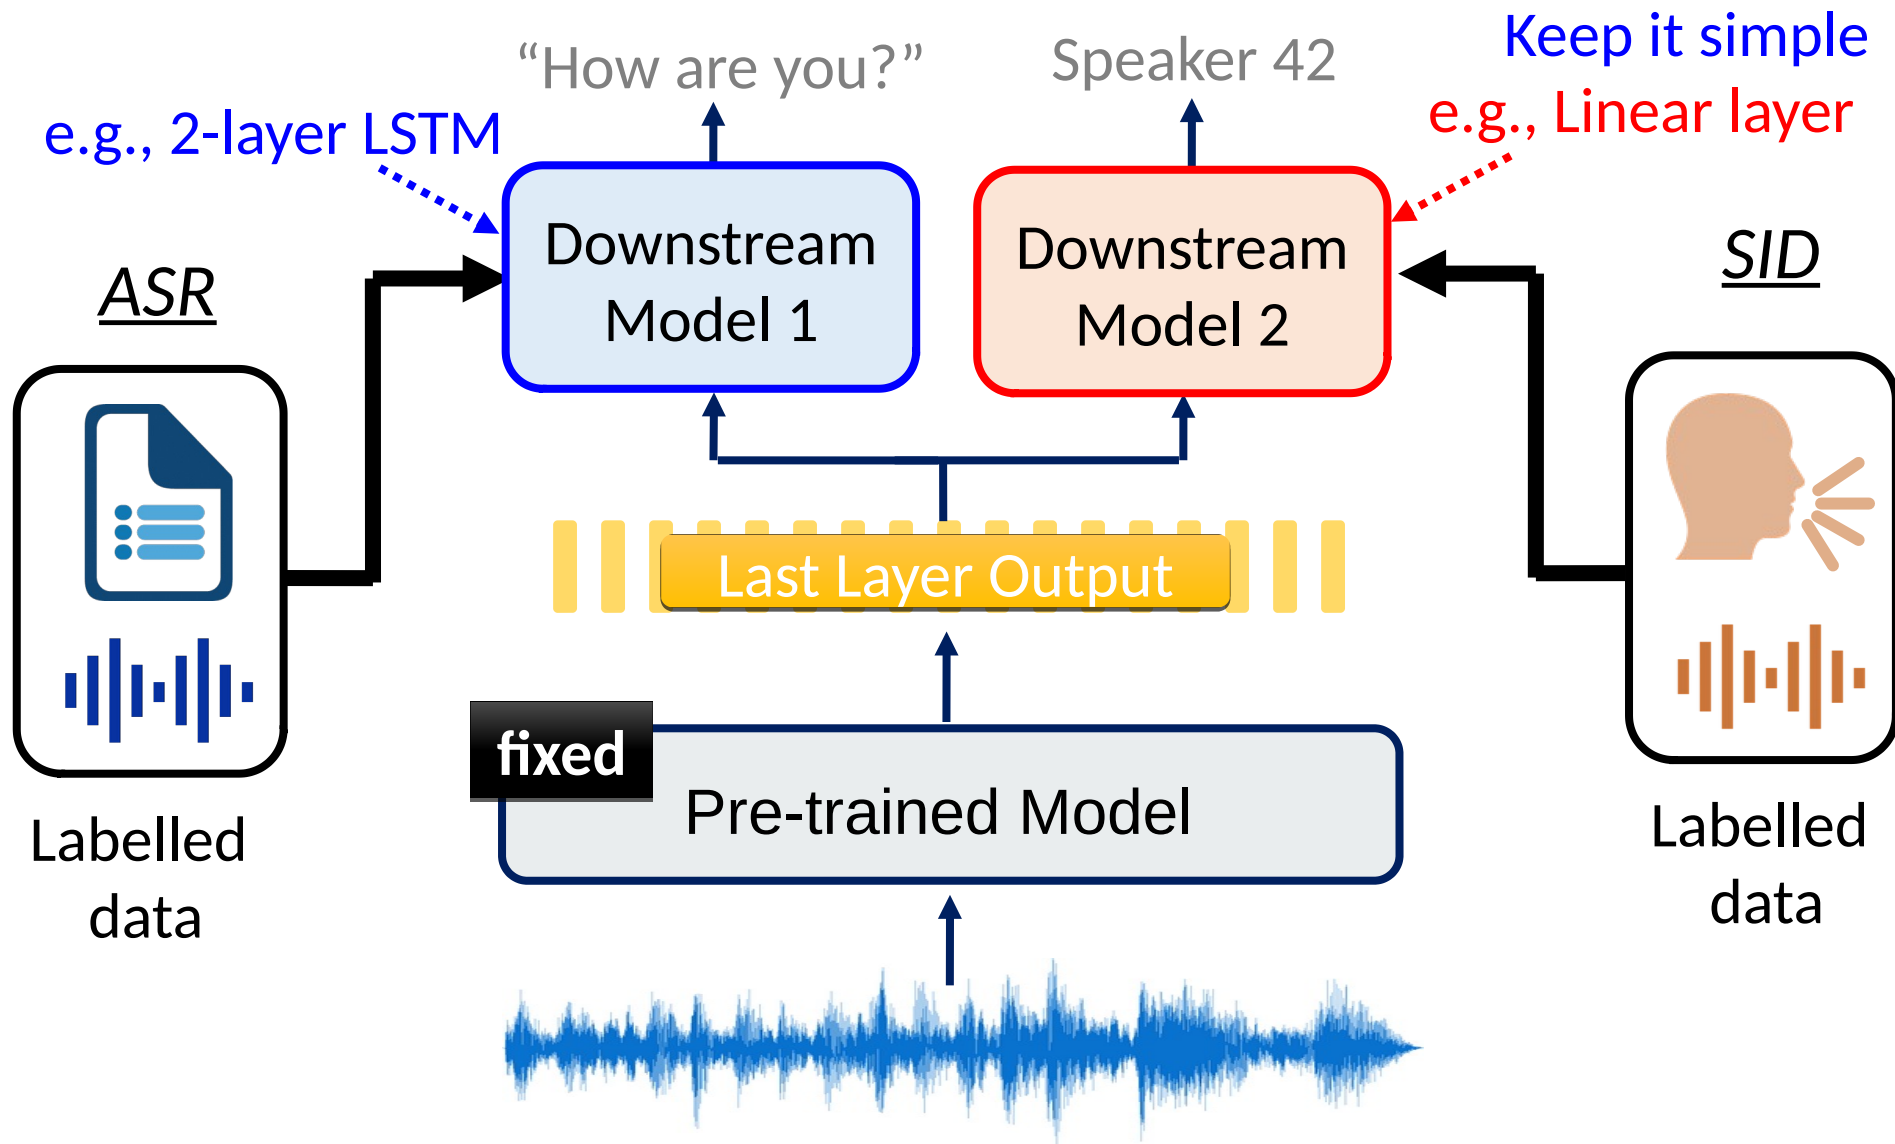 Keep it simple
“How are you?”
Speaker 42
e.g., 2-layer LSTM
e.g., Linear layer
Downstream
Model 1
Downstream
Model 2
ASR
SID
Last Layer Output
fixed
Pre-trained Model
Labelled
data
Labelled
data